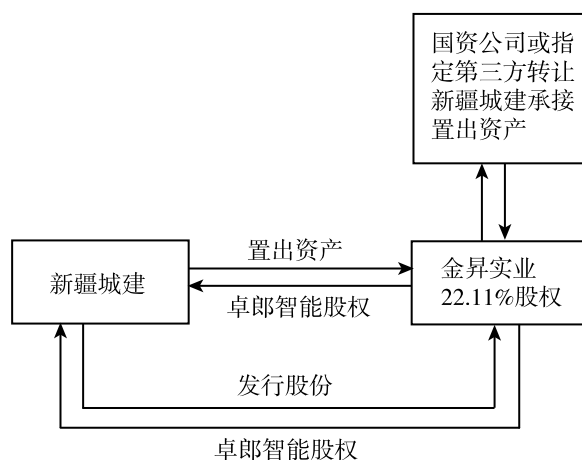 国资公司或指
定第三方转让
新疆城建承接
置出资产
置出资产
新疆城建
金昇实业
22.11%股权
卓郎智能股权
发行股份
卓郎智能股权